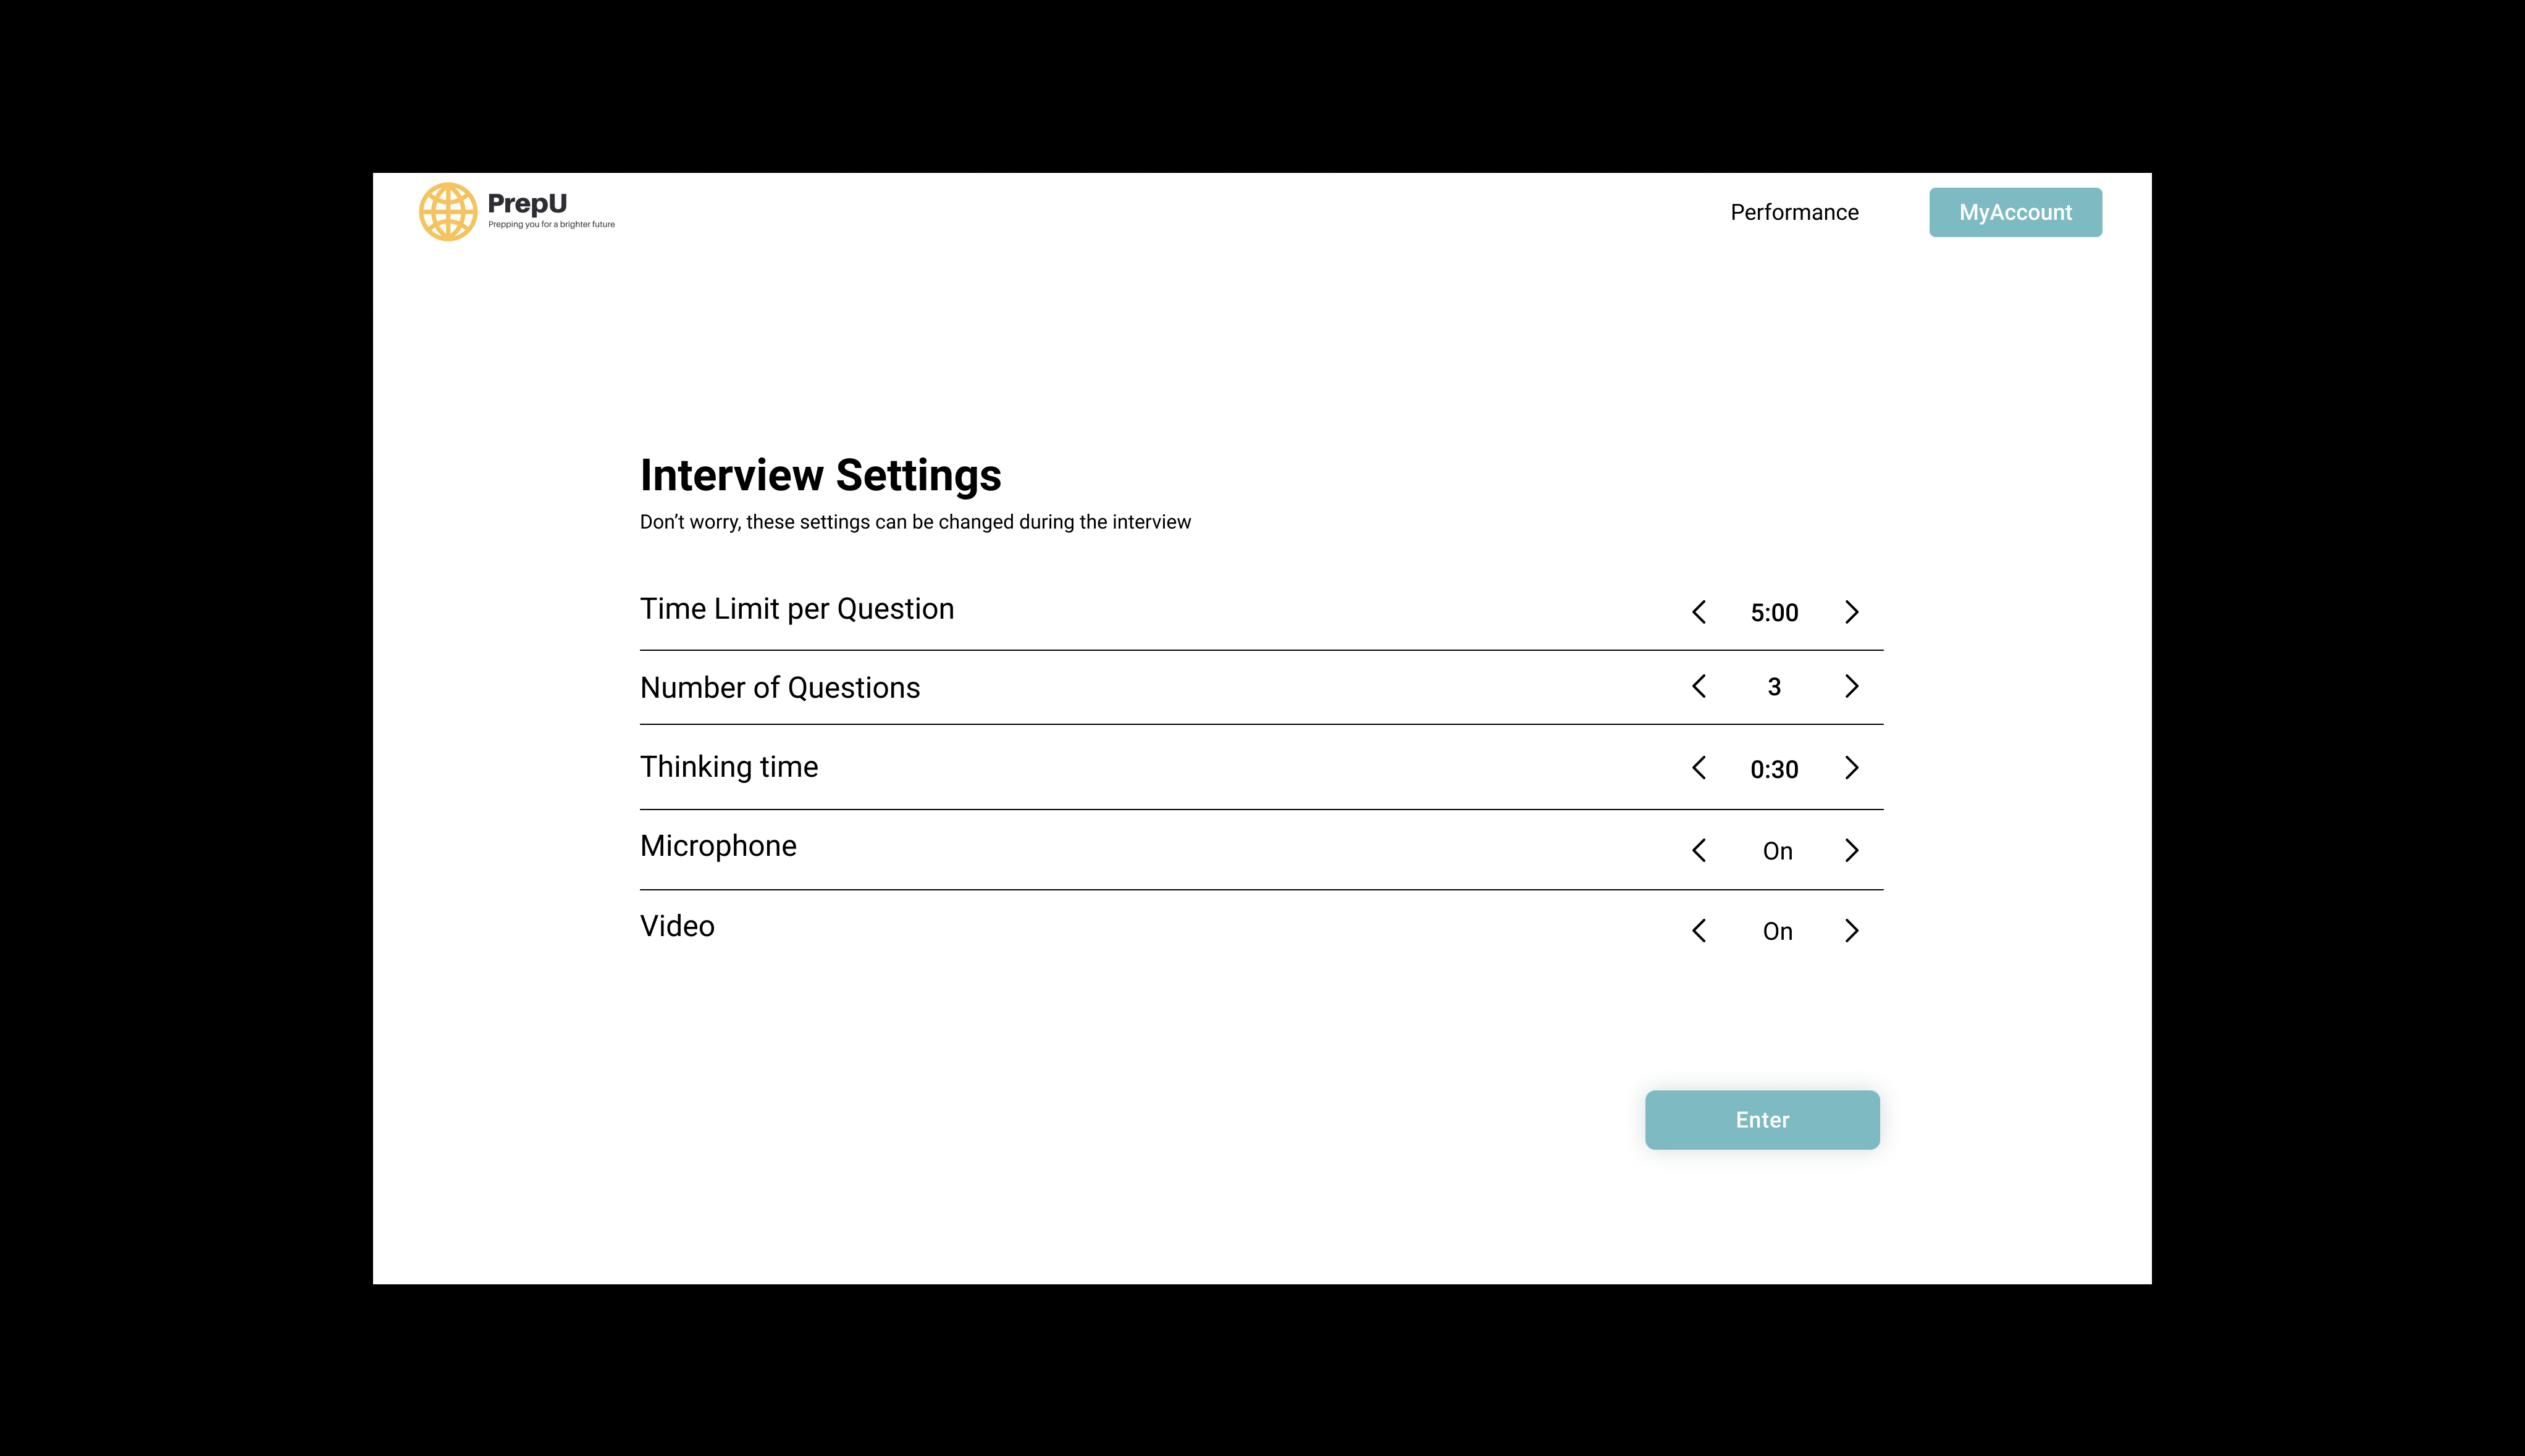 PrepU
Prepping you for a brighter future
Performance
MyAccount
Interview Settings
Don’t worry, these settings can be changed during the interview
Time Limit per Question
5:00
Number of Questions
3
Thinking time
0:30
Microphone
On
Video
On
Enter